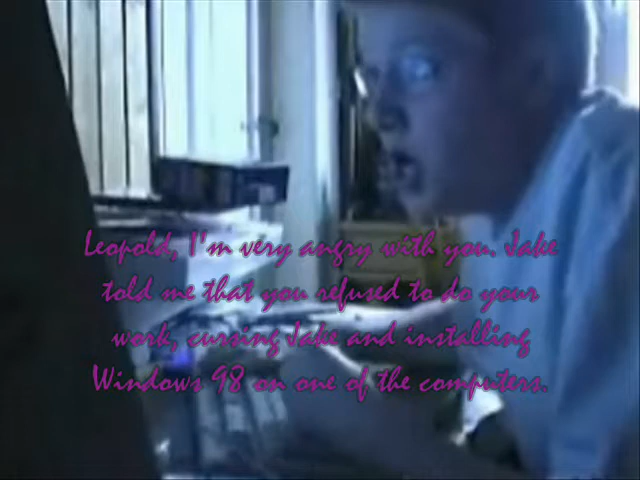 Leopold, I'm very angry with you. Jake
told me that you refused to do your
work, cursing Jake and installing
Windows 98 on one of the computers.